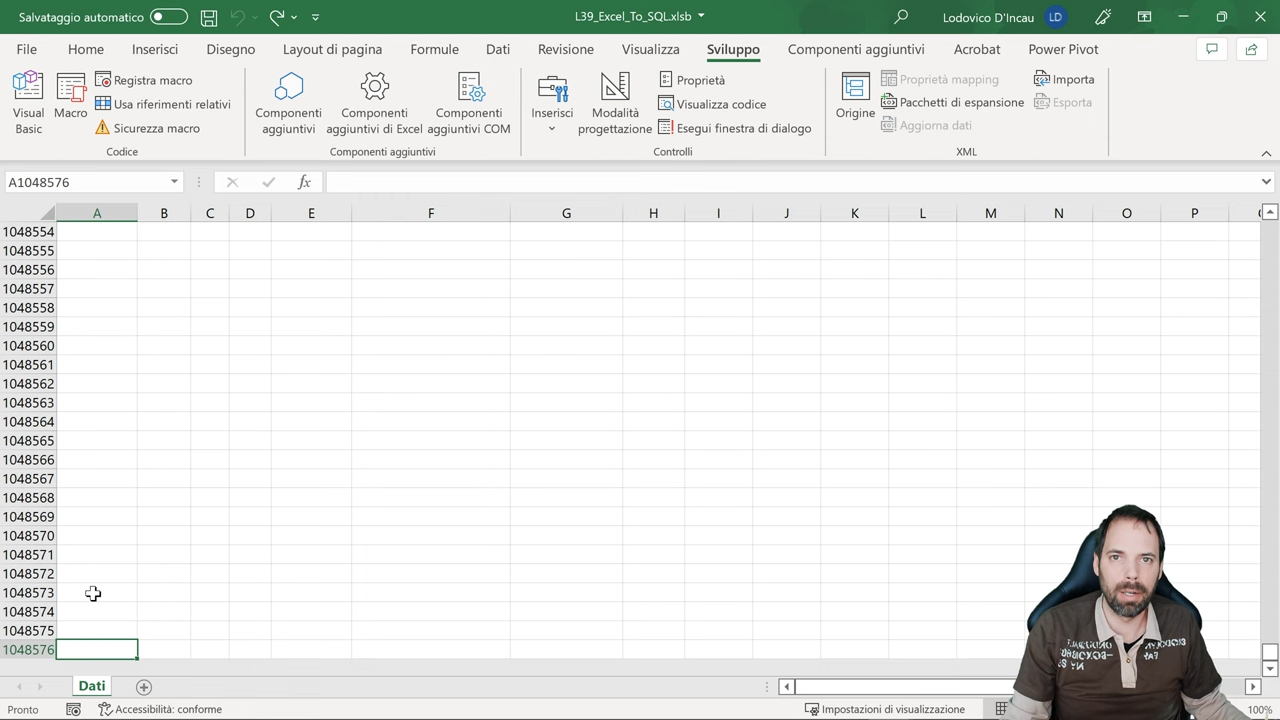 Salvataggio automatico
L39_Excel_To_SQL.xlsb
Lodovico D'Incau
LD
File
Home
Inserisci
Disegno
Layout di pagina
Formule
Dati
Revisione
Visualizza
Sviluppo
Componenti aggiuntivi
Acrobat
Power Pivot
Visual Basic
Macro
Registra macro
Usa riferimenti relativi
Sicurezza macro
Codice
Componenti aggiuntivi
Componenti aggiuntivi di Excel
Componenti aggiuntivi COM
Componenti aggiuntivi
Inserisci
Modalità progettazione
Proprietà
Visualizza codice
Esegui finestra di dialogo
Controlli
Origine
Proprietà mapping
Pacchetti di espansione
Aggiorna dati
Importa
Esporta
XML
A1048576
fx
A B C D E F G H I J K L M N O P
1048554
1048555
1048556
1048557
1048558
1048559
1048560
1048561
1048562
1048563
1048564
1048565
1048566
1048567
1048568
1048569
1048570
1048571
1048572
1048573
1048574
1048575
1048576
Dati
Pronto
Accessibilità: conforme
Impostazioni di visualizzazione
100%